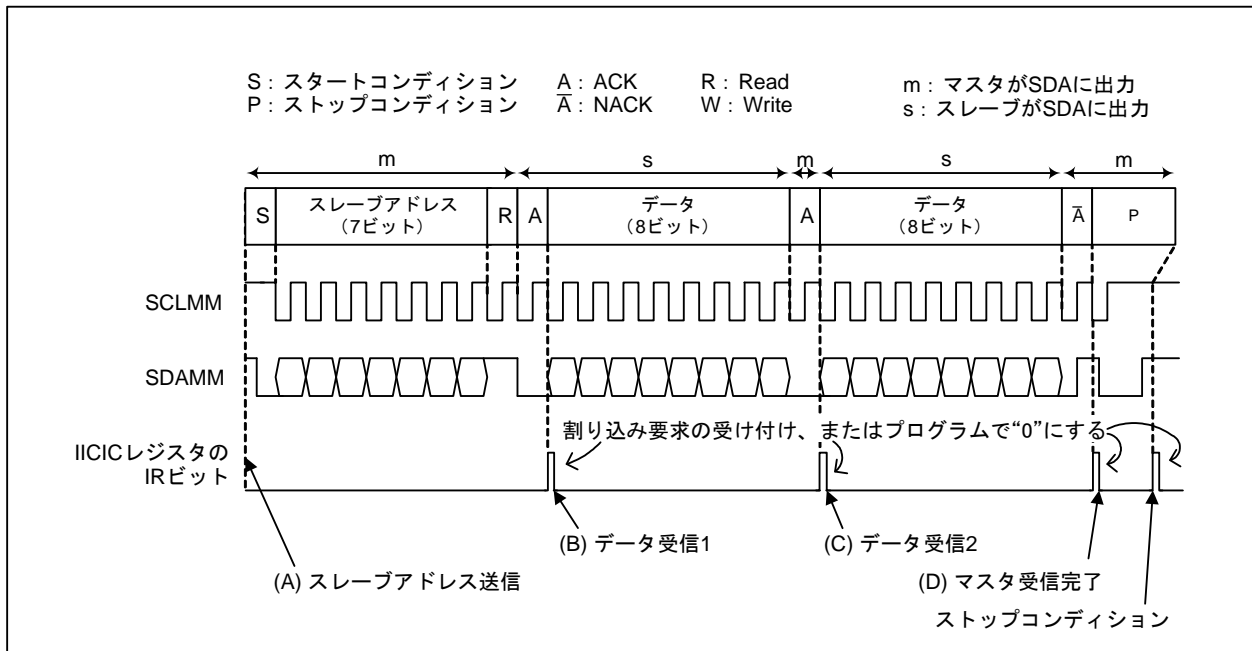 S : スタートコンディション A : ACK R : Read m : マスタがSDAに出力
P : ストップコンディション A̅ : NACK W : Write s : スレーブがSDAに出力
m s m s m
S スレーブアドレス (7ビット) R A データ (8ビット) A データ (8ビット) A̅ P
SCLMM
SDAMM
割り込み要求の受け付け、またはプログラムで“0”にする
IICICレジスタの
IRビット
(B) データ受信1 (C) データ受信2
(A) スレーブアドレス送信 (D) マスタ受信完了
ストップコンディション